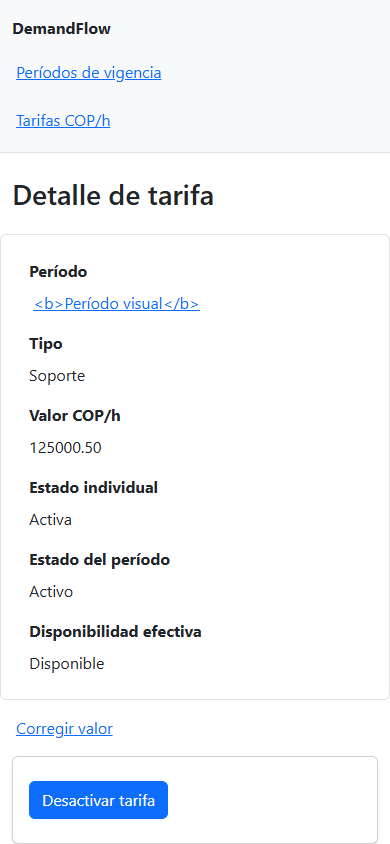 DemandFlow
Períodos de vigencia
Tarifas COP/h
Detalle de tarifa
Período
<b>Período visual</b>
Tipo
Soporte
Valor COP/h
125000.50
Estado individual
Activa
Estado del período
Activo
Disponibilidad efectiva
Disponible
Corregir valor
Desactivar tarifa